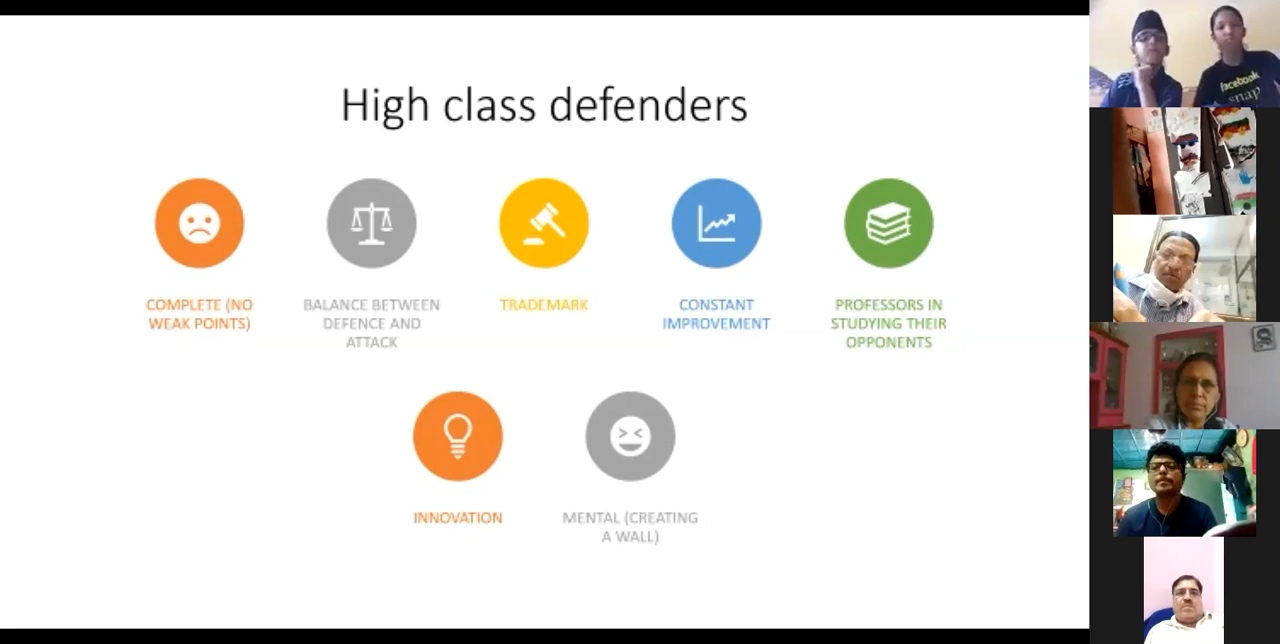 High class defenders
COMPLETE (NO
WEAK POINTS)
BALANCE BETWEEN
DEFENCE AND
ATTACK
TRADEMARK
CONSTANT
IMPROVEMENT
PROFESSORS IN
STUDYING THEIR
OPPONENTS
INNOVATION
MENTAL (CREATING
A WALL)
facebook
snap